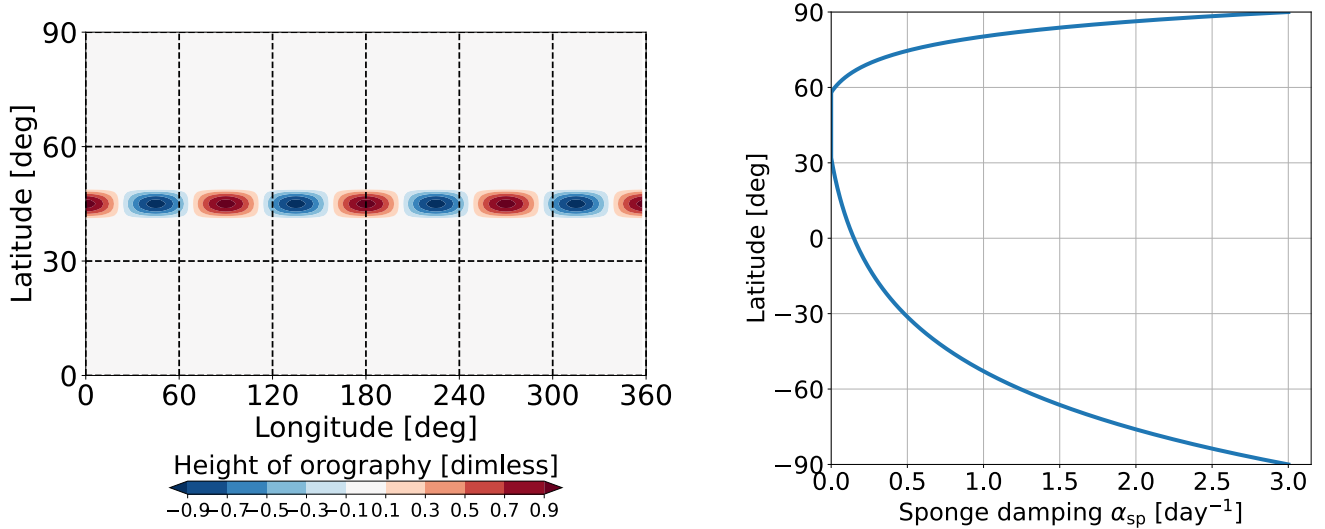 90
60
30
0
Latitude [deg]
0 60 120 180 240 300 360
Longitude [deg]
Height of orography [dimless]
−0.9 −0.7 −0.5 −0.3 −0.1 0.1 0.3 0.5 0.7 0.9
90
60
30
0
−30
−60
−90
Latitude [deg]
0.0 0.5 1.0 1.5 2.0 2.5 3.0
Sponge damping α_sp [day⁻¹]